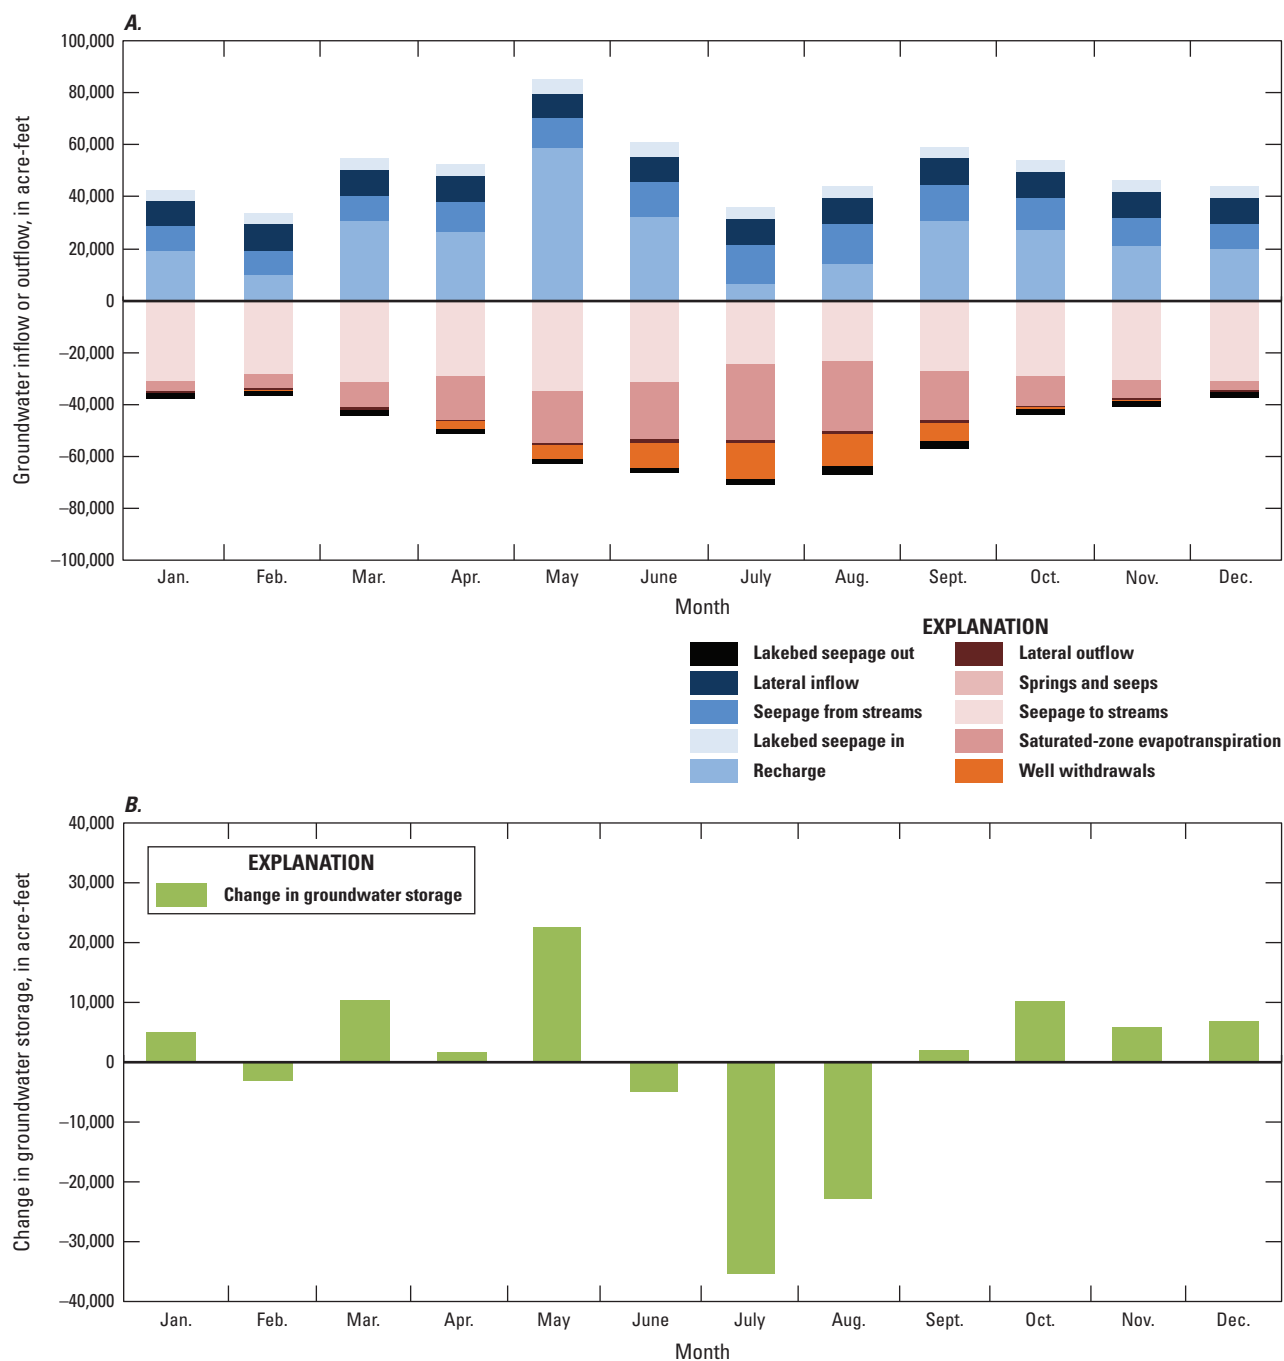 A.
Groundwater inflow or outflow, in acre-feet
100,000
80,000
60,000
40,000
20,000
0
–20,000
–40,000
–60,000
–80,000
–100,000
Jan. Feb. Mar. Apr. May June July Aug. Sept. Oct. Nov. Dec.
Month
EXPLANATION
Lakebed seepage out
Lateral inflow
Seepage from streams
Lakebed seepage in
Recharge
Lateral outflow
Springs and seeps
Seepage to streams
Saturated-zone evapotranspiration
Well withdrawals
B.
Change in groundwater storage, in acre-feet
40,000
30,000
20,000
10,000
0
–10,000
–20,000
–30,000
–40,000
EXPLANATION
Change in groundwater storage
Jan. Feb. Mar. Apr. May June July Aug. Sept. Oct. Nov. Dec.
Month